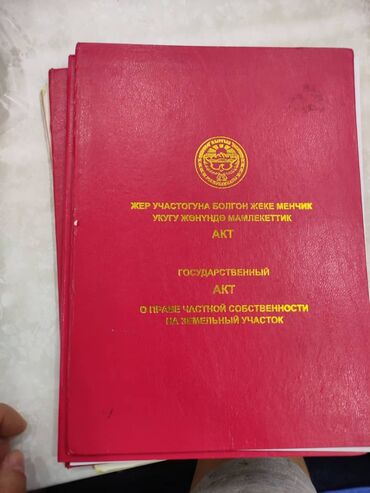 ЖЕР УЧАСТОГУНА БОЛГОН ЖЕКЕ МЕНЧИК
УКУГУ ЖӨНҮНДӨ МАМЛЕКЕТТИК
АКТ
ГОСУДАРСТВЕННЫЙ
АКТ
О ПРАВЕ ЧАСТНОЙ СОБСТВЕННОСТИ
НА ЗЕМЕЛЬНЫЙ УЧАСТОК